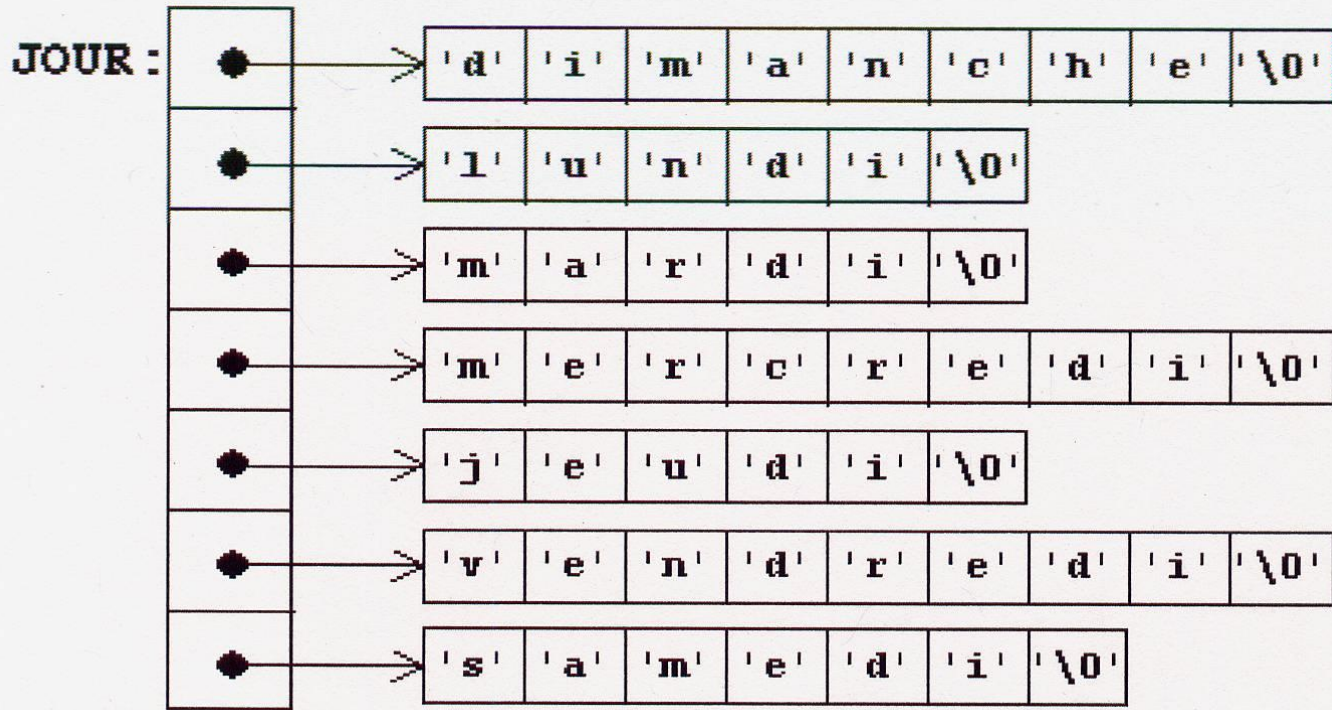 JOUR: 'd' 'i' 'm' 'a' 'n' 'c' 'h' 'e' '\0'
'l' 'u' 'n' 'd' 'i' '\0'
'm' 'a' 'r' 'd' 'i' '\0'
'm' 'e' 'r' 'c' 'r' 'e' 'd' 'i' '\0'
'j' 'e' 'u' 'd' 'i' '\0'
'v' 'e' 'n' 'd' 'r' 'e' 'd' 'i' '\0'
's' 'a' 'm' 'e' 'd' 'i' '\0'